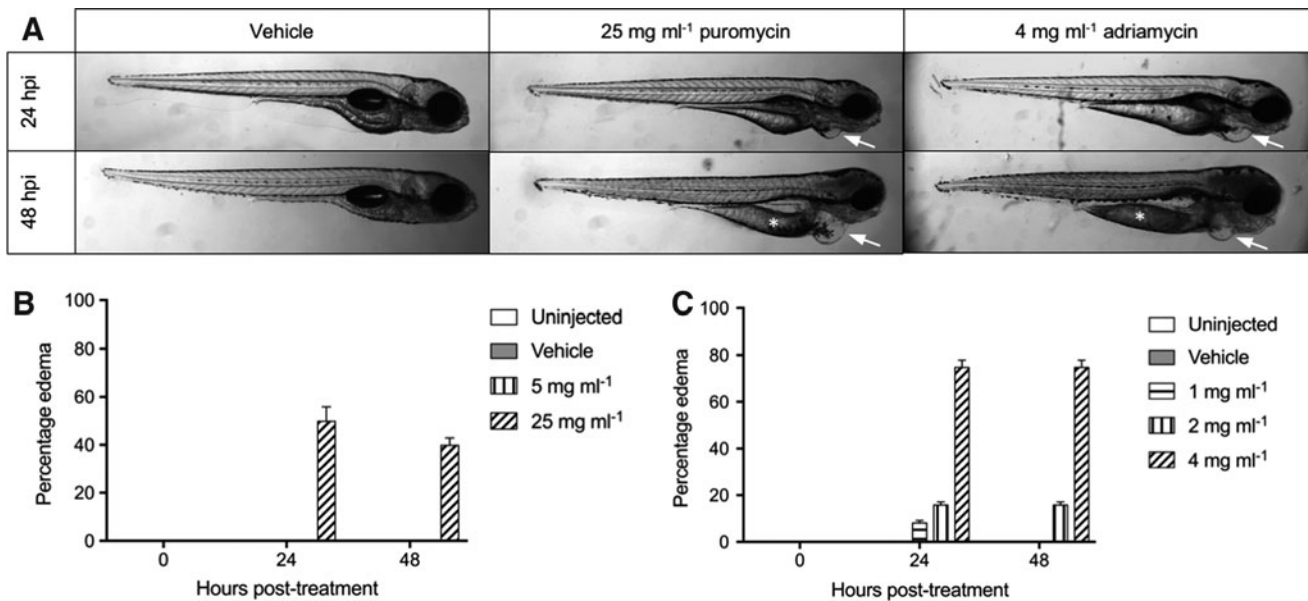 A
Vehicle
25 mg ml⁻¹ puromycin
4 mg ml⁻¹ adriamycin
24 hpi
48 hpi
*
*
B
Percentage edema
100
80
60
40
20
0
0
24
48
Hours post-treatment
Uninjected
Vehicle
5 mg ml⁻¹
25 mg ml⁻¹
C
Percentage edema
100
80
60
40
20
0
0
24
48
Hours post-treatment
Uninjected
Vehicle
1 mg ml⁻¹
2 mg ml⁻¹
4 mg ml⁻¹